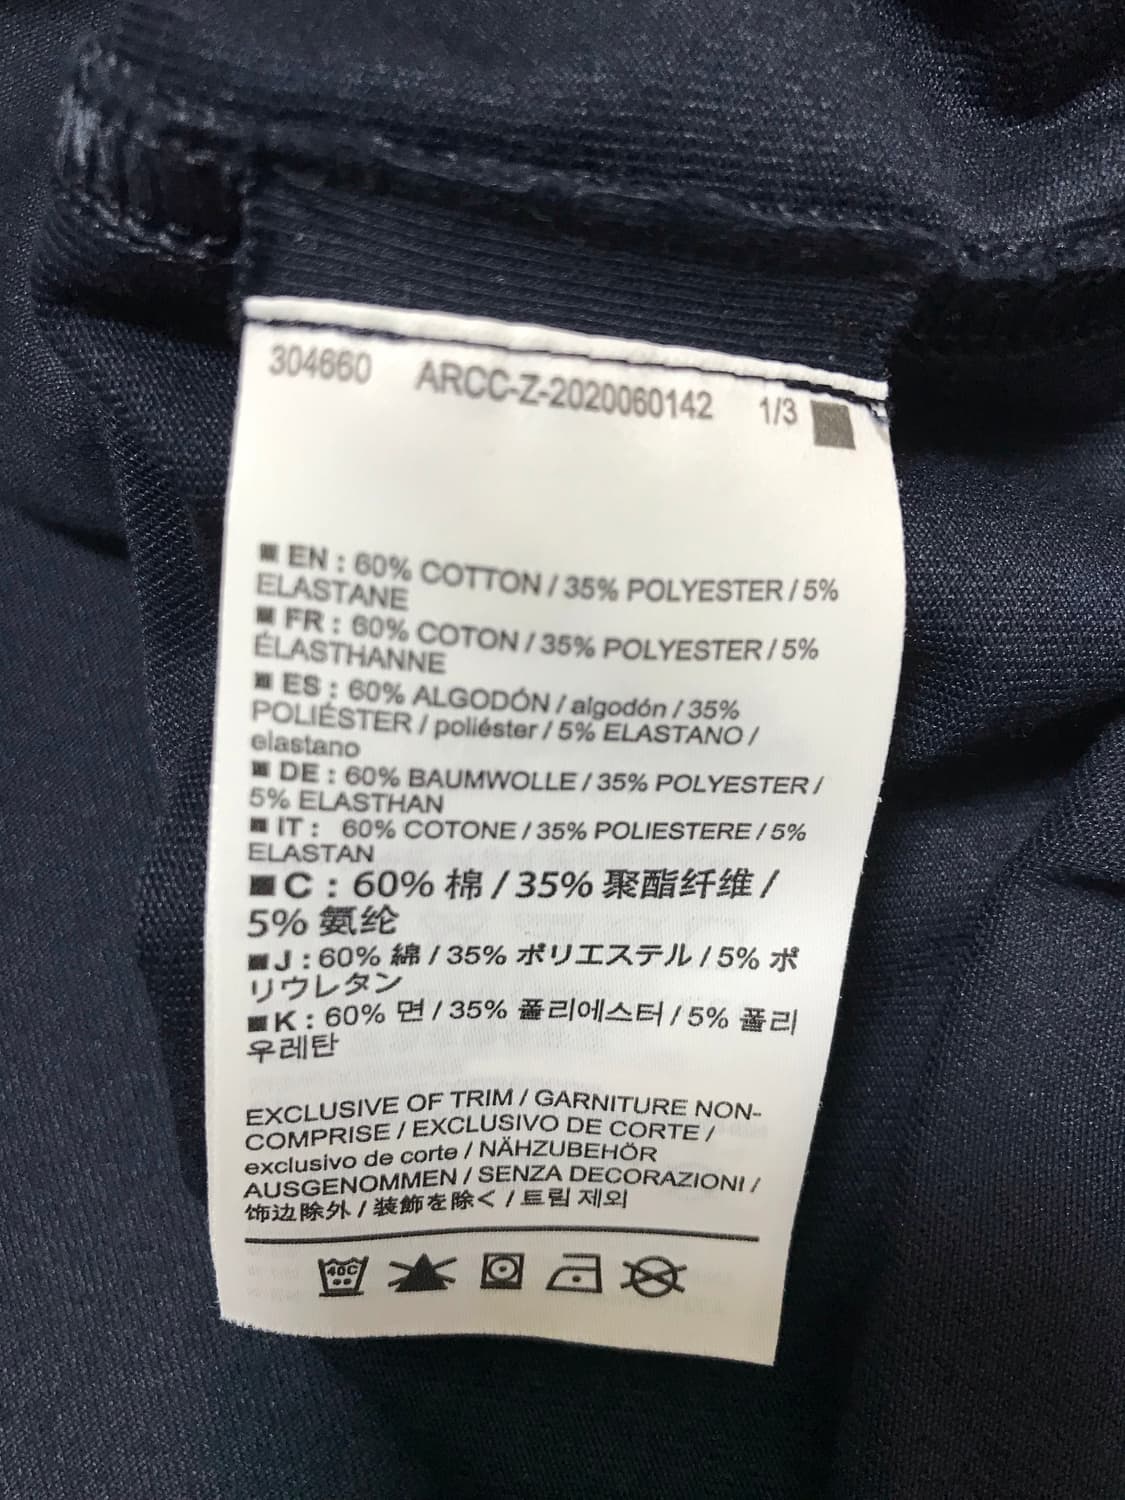 304660 ARCC-Z-2020060142 1/3
EN : 60% COTTON / 35% POLYESTER / 5%
ELASTANE
FR : 60% COTON / 35% POLYESTER / 5%
ÉLASTHANNE
ES : 60% ALGODÓN / algodón / 35%
POLIÉSTER / poliéster / 5% ELASTANO /
elastano
DE : 60% BAUMWOLLE / 35% POLYESTER /
5% ELASTHAN
IT : 60% COTONE / 35% POLIESTERE / 5%
ELASTAN
C : 60% 棉 / 35% 聚酯纤维 /
5% 氨纶
J : 60% 綿 / 35% ポリエステル / 5% ポ
リウレタン
K : 60% 면 / 35% 폴리에스터 / 5% 폴리
우레탄
EXCLUSIVE OF TRIM / GARNITURE NON-
COMPRISE / EXCLUSIVO DE CORTE /
exclusivo de corte / NÄHZUBEHÖR
AUSGENOMMEN / SENZA DECORAZIONI /
饰边除外 / 装飾を除く / 트림 제외
40C